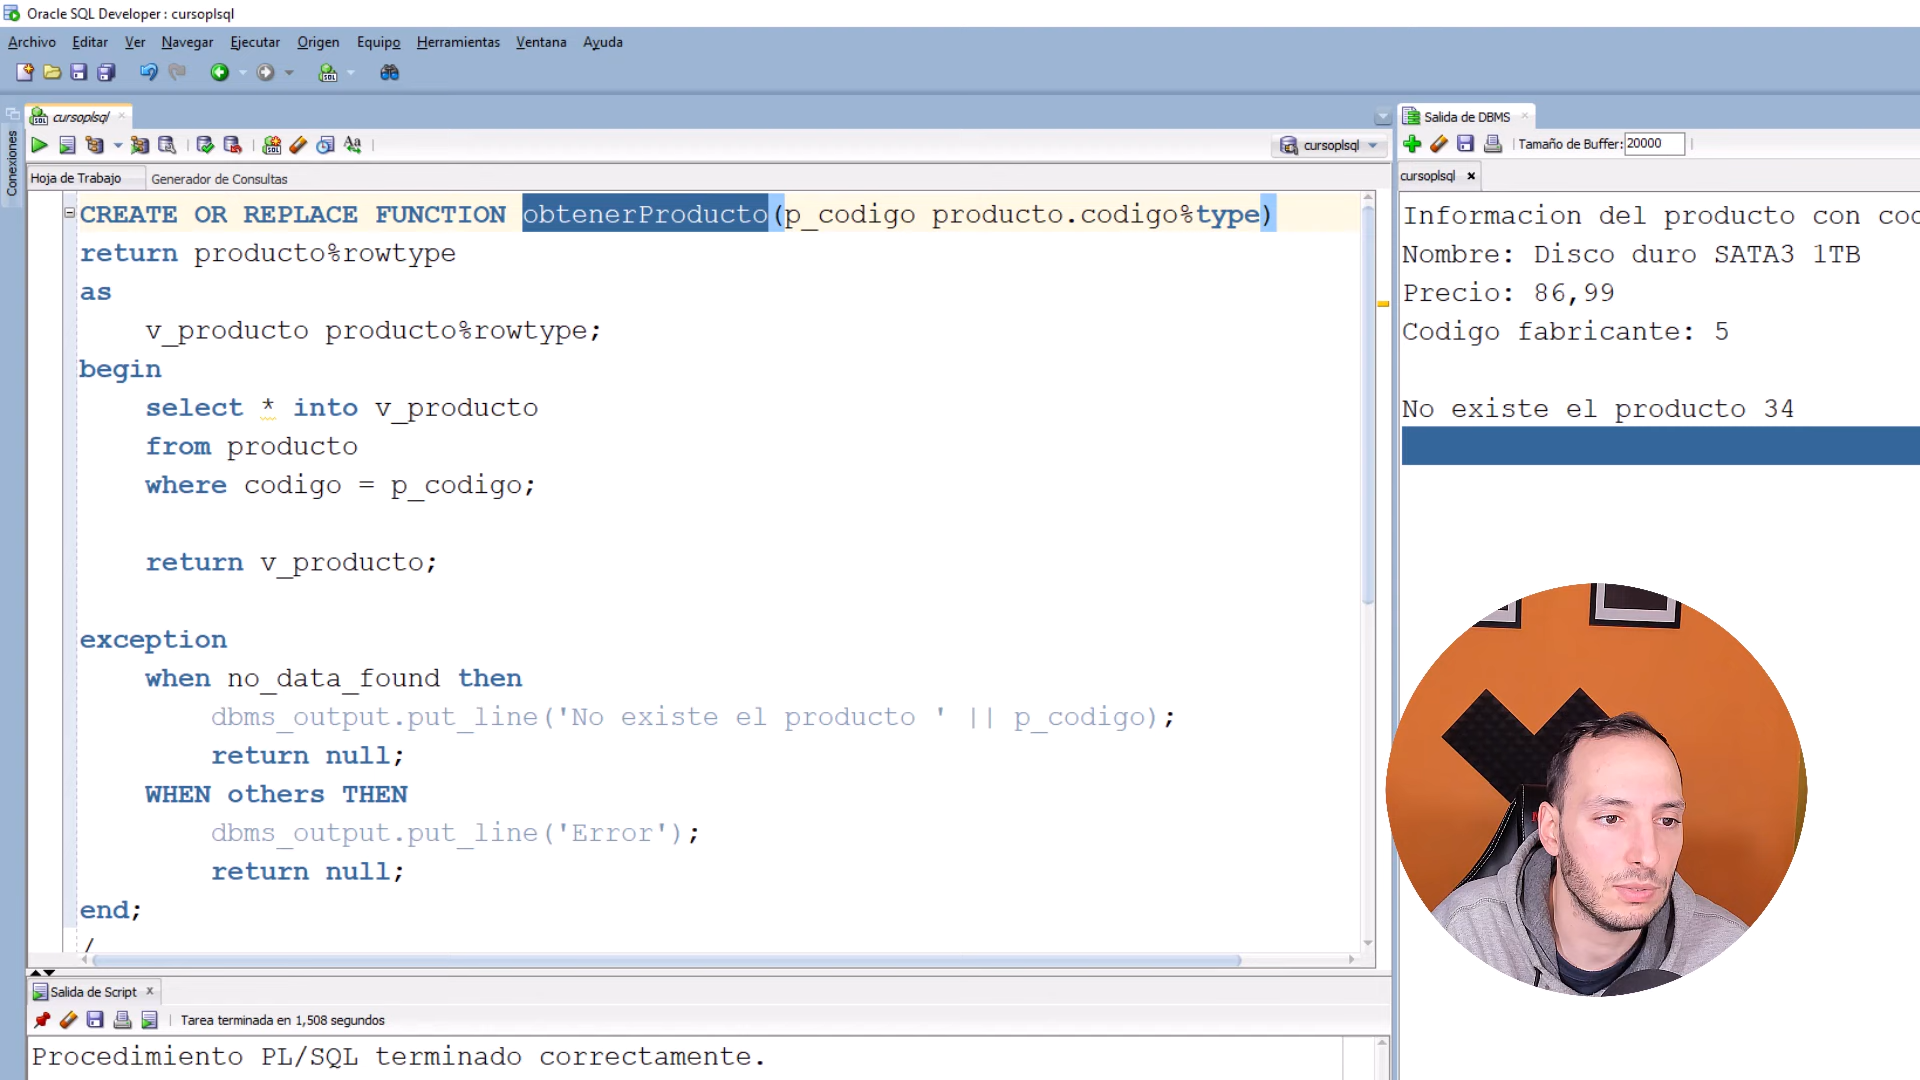 Oracle SQL Developer : cursoplsql
Archivo Editar Ver Navegar Ejecutar Origen Equipo Herramientas Ventana Ayuda
Conexiones
cursoplsql
cursoplsql
Hoja de Trabajo Generador de Consultas
CREATE OR REPLACE FUNCTION obtenerProducto(p_codigo producto.codigo%type)
return producto%rowtype
as
v_producto producto%rowtype;
begin
select * into v_producto
from producto
where codigo = p_codigo;
return v_producto;
exception
when no_data_found then
dbms_output.put_line('No existe el producto ' || p_codigo);
return null;
WHEN others THEN
dbms_output.put_line('Error');
return null;
end;
/
Salida de Script
Tarea terminada en 1,508 segundos
Procedimiento PL/SQL terminado correctamente.
Salida de DBMS
Tamaño de Buffer: 20000
cursoplsql
Informacion del producto con
Nombre: Disco duro SATA3 1TB
Precio: 86,99
Codigo fabricante: 5
No existe el producto 34